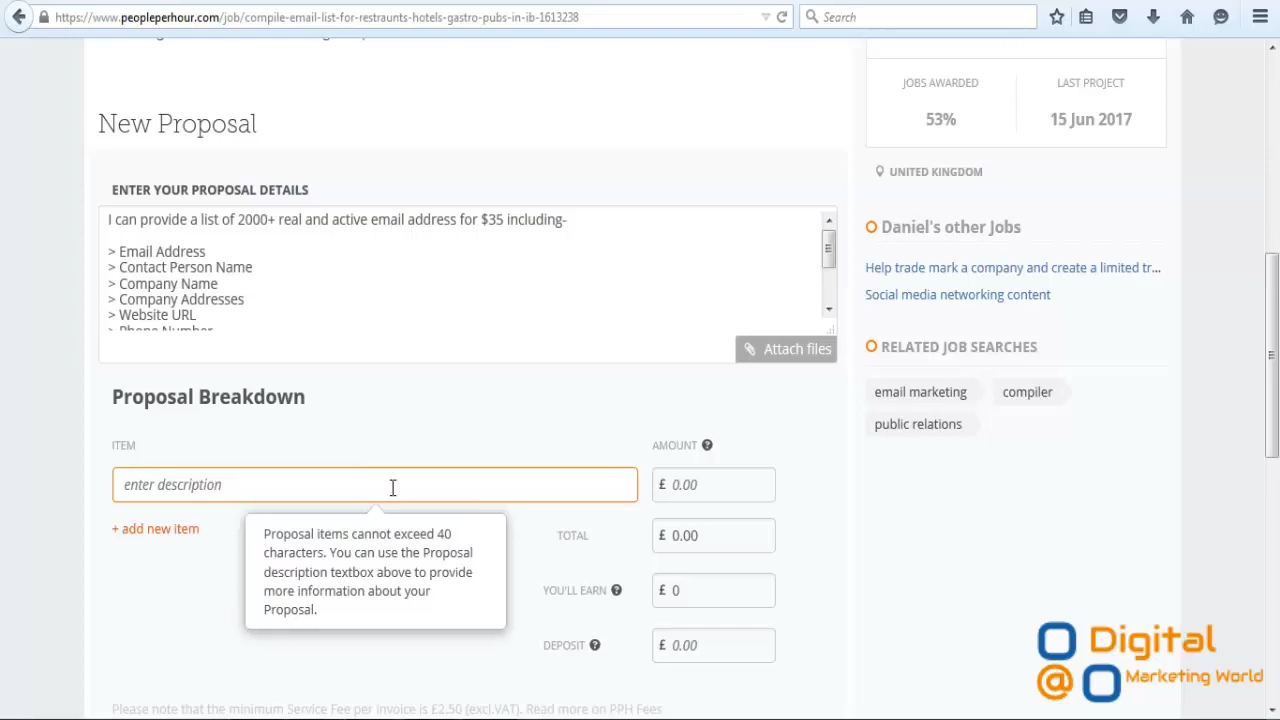 https://www.peopleperhour.com/job/compile-email-list-for-restraunts-hotels-gastro-pubs-in-ib-1613238
Search
JOBS AWARDED
LAST PROJECT
53%
15 Jun 2017
UNITED KINGDOM
New Proposal
ENTER YOUR PROPOSAL DETAILS
I can provide a list of 2000+ real and active email address for $35 including-
> Email Address
> Contact Person Name
> Company Name
> Company Addresses
> Website URL
> Phone Number
Attach files
Daniel's other Jobs
Help trade mark a company and create a limited tr...
Social media networking content
RELATED JOB SEARCHES
email marketing
compiler
public relations
Proposal Breakdown
ITEM
AMOUNT ?
enter description
£ 0.00
+ add new item
Proposal items cannot exceed 40
characters. You can use the Proposal
description textbox above to provide
more information about your
Proposal.
TOTAL
£ 0.00
YOU'LL EARN ?
£ 0
DEPOSIT ?
£ 0.00
Please note that the minimum Service Fee per invoice is £2.50 (excl.VAT). Read more on PPH Fees
Digital
Marketing World